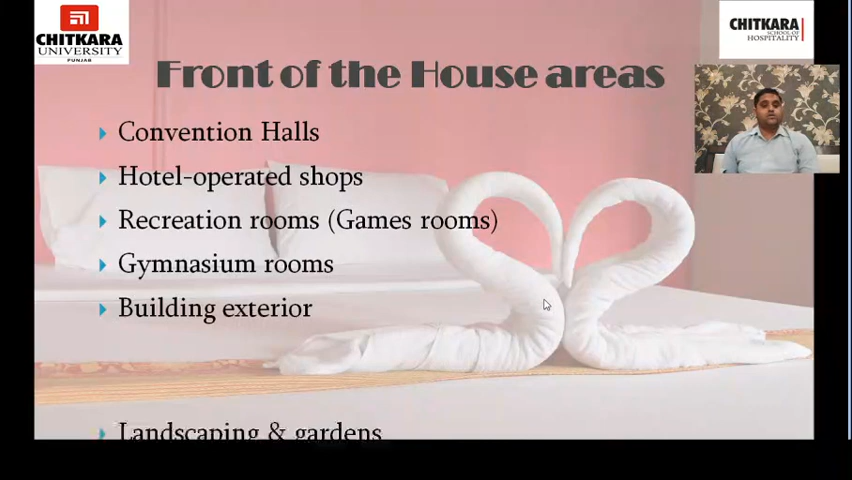 CHITKARA
UNIVERSITY
PUNJAB
CHITKARA
SCHOOL OF
HOSPITALITY
Front of the House areas
Convention Halls
Hotel-operated shops
Recreation rooms (Games rooms)
Gymnasium rooms
Building exterior
Landscaping & gardens